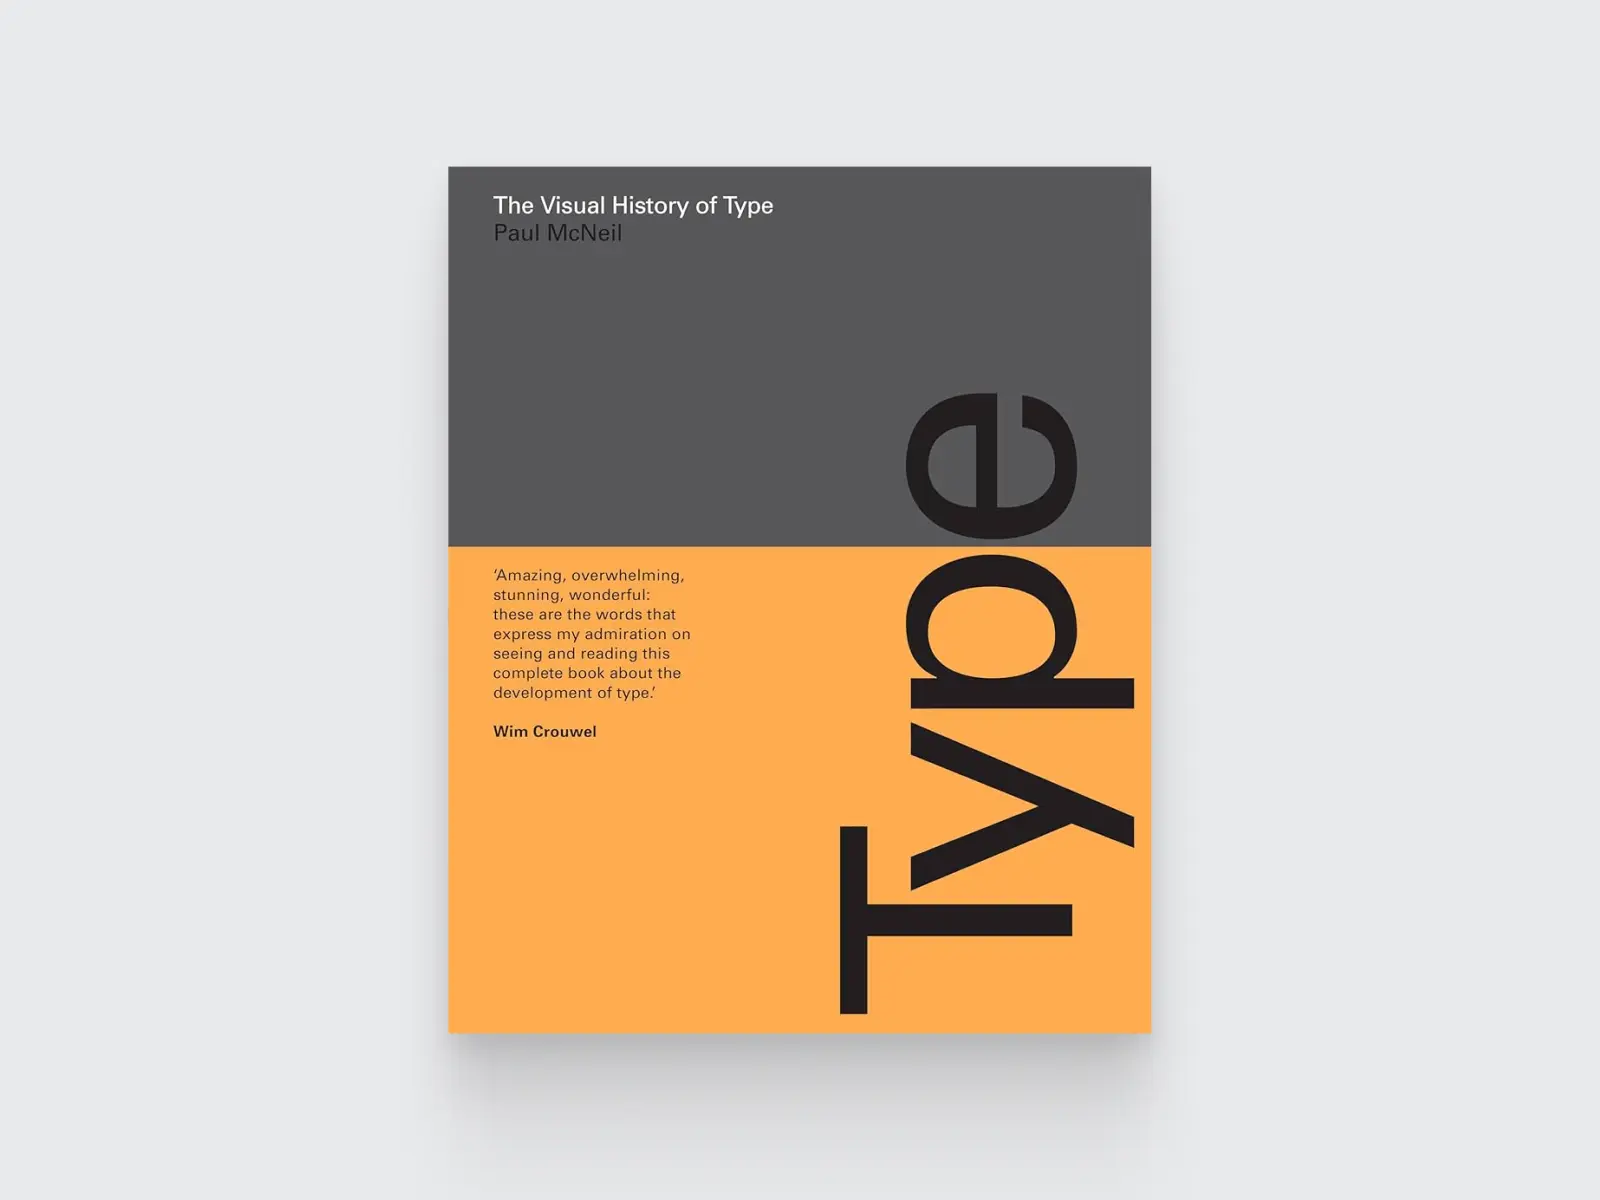 The Visual History of Type
Paul McNeil
‘Amazing, overwhelming,
stunning, wonderful:
these are the words that
express my admiration on
seeing and reading this
complete book about the
development of type.’
Wim Crouwel
Type